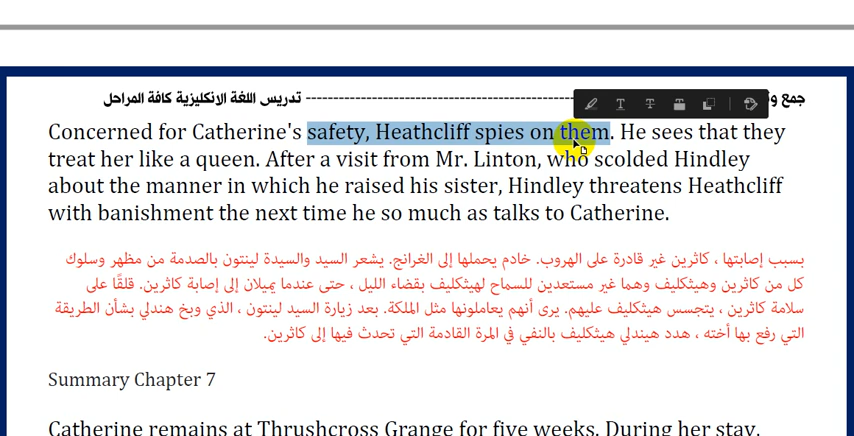 جمع و
---------------------------------------- تدريس اللغة الانكليزية كافة المراحل
Concerned for Catherine's safety, Heathcliff spies on them. He sees that they
treat her like a queen. After a visit from Mr. Linton, who scolded Hindley
about the manner in which he raised his sister, Hindley threatens Heathcliff
with banishment the next time he so much as talks to Catherine.
بسبب إصابتها ، كاثرين غير قادرة على الهروب. خادم يحملها إلى الغرانج. يشعر السيد والسيدة لينتون بالصدمة من مظهر وسلوك
كل من كاثرين وهيثكليف وهما غير مستعدين للسماح لهيثكليف بقضاء الليل ، حتى عندما يميلان إلى إصابة كاثرين. قلقًا على
سلامة كاثرين ، يتجسس هيثكليف عليهم. يرى أنهم يعاملونها مثل الملكة. بعد زيارة السيد لينتون ، الذي وبخ هندلي بشأن الطريقة
التي رفع بها أخته ، هدد هيندلي هيثكليف بالنفي في المرة القادمة التي تحدث فيها إلى كاثرين.
Summary Chapter 7
Catherine remains at Thrushcross Grange for five weeks. During her stay,